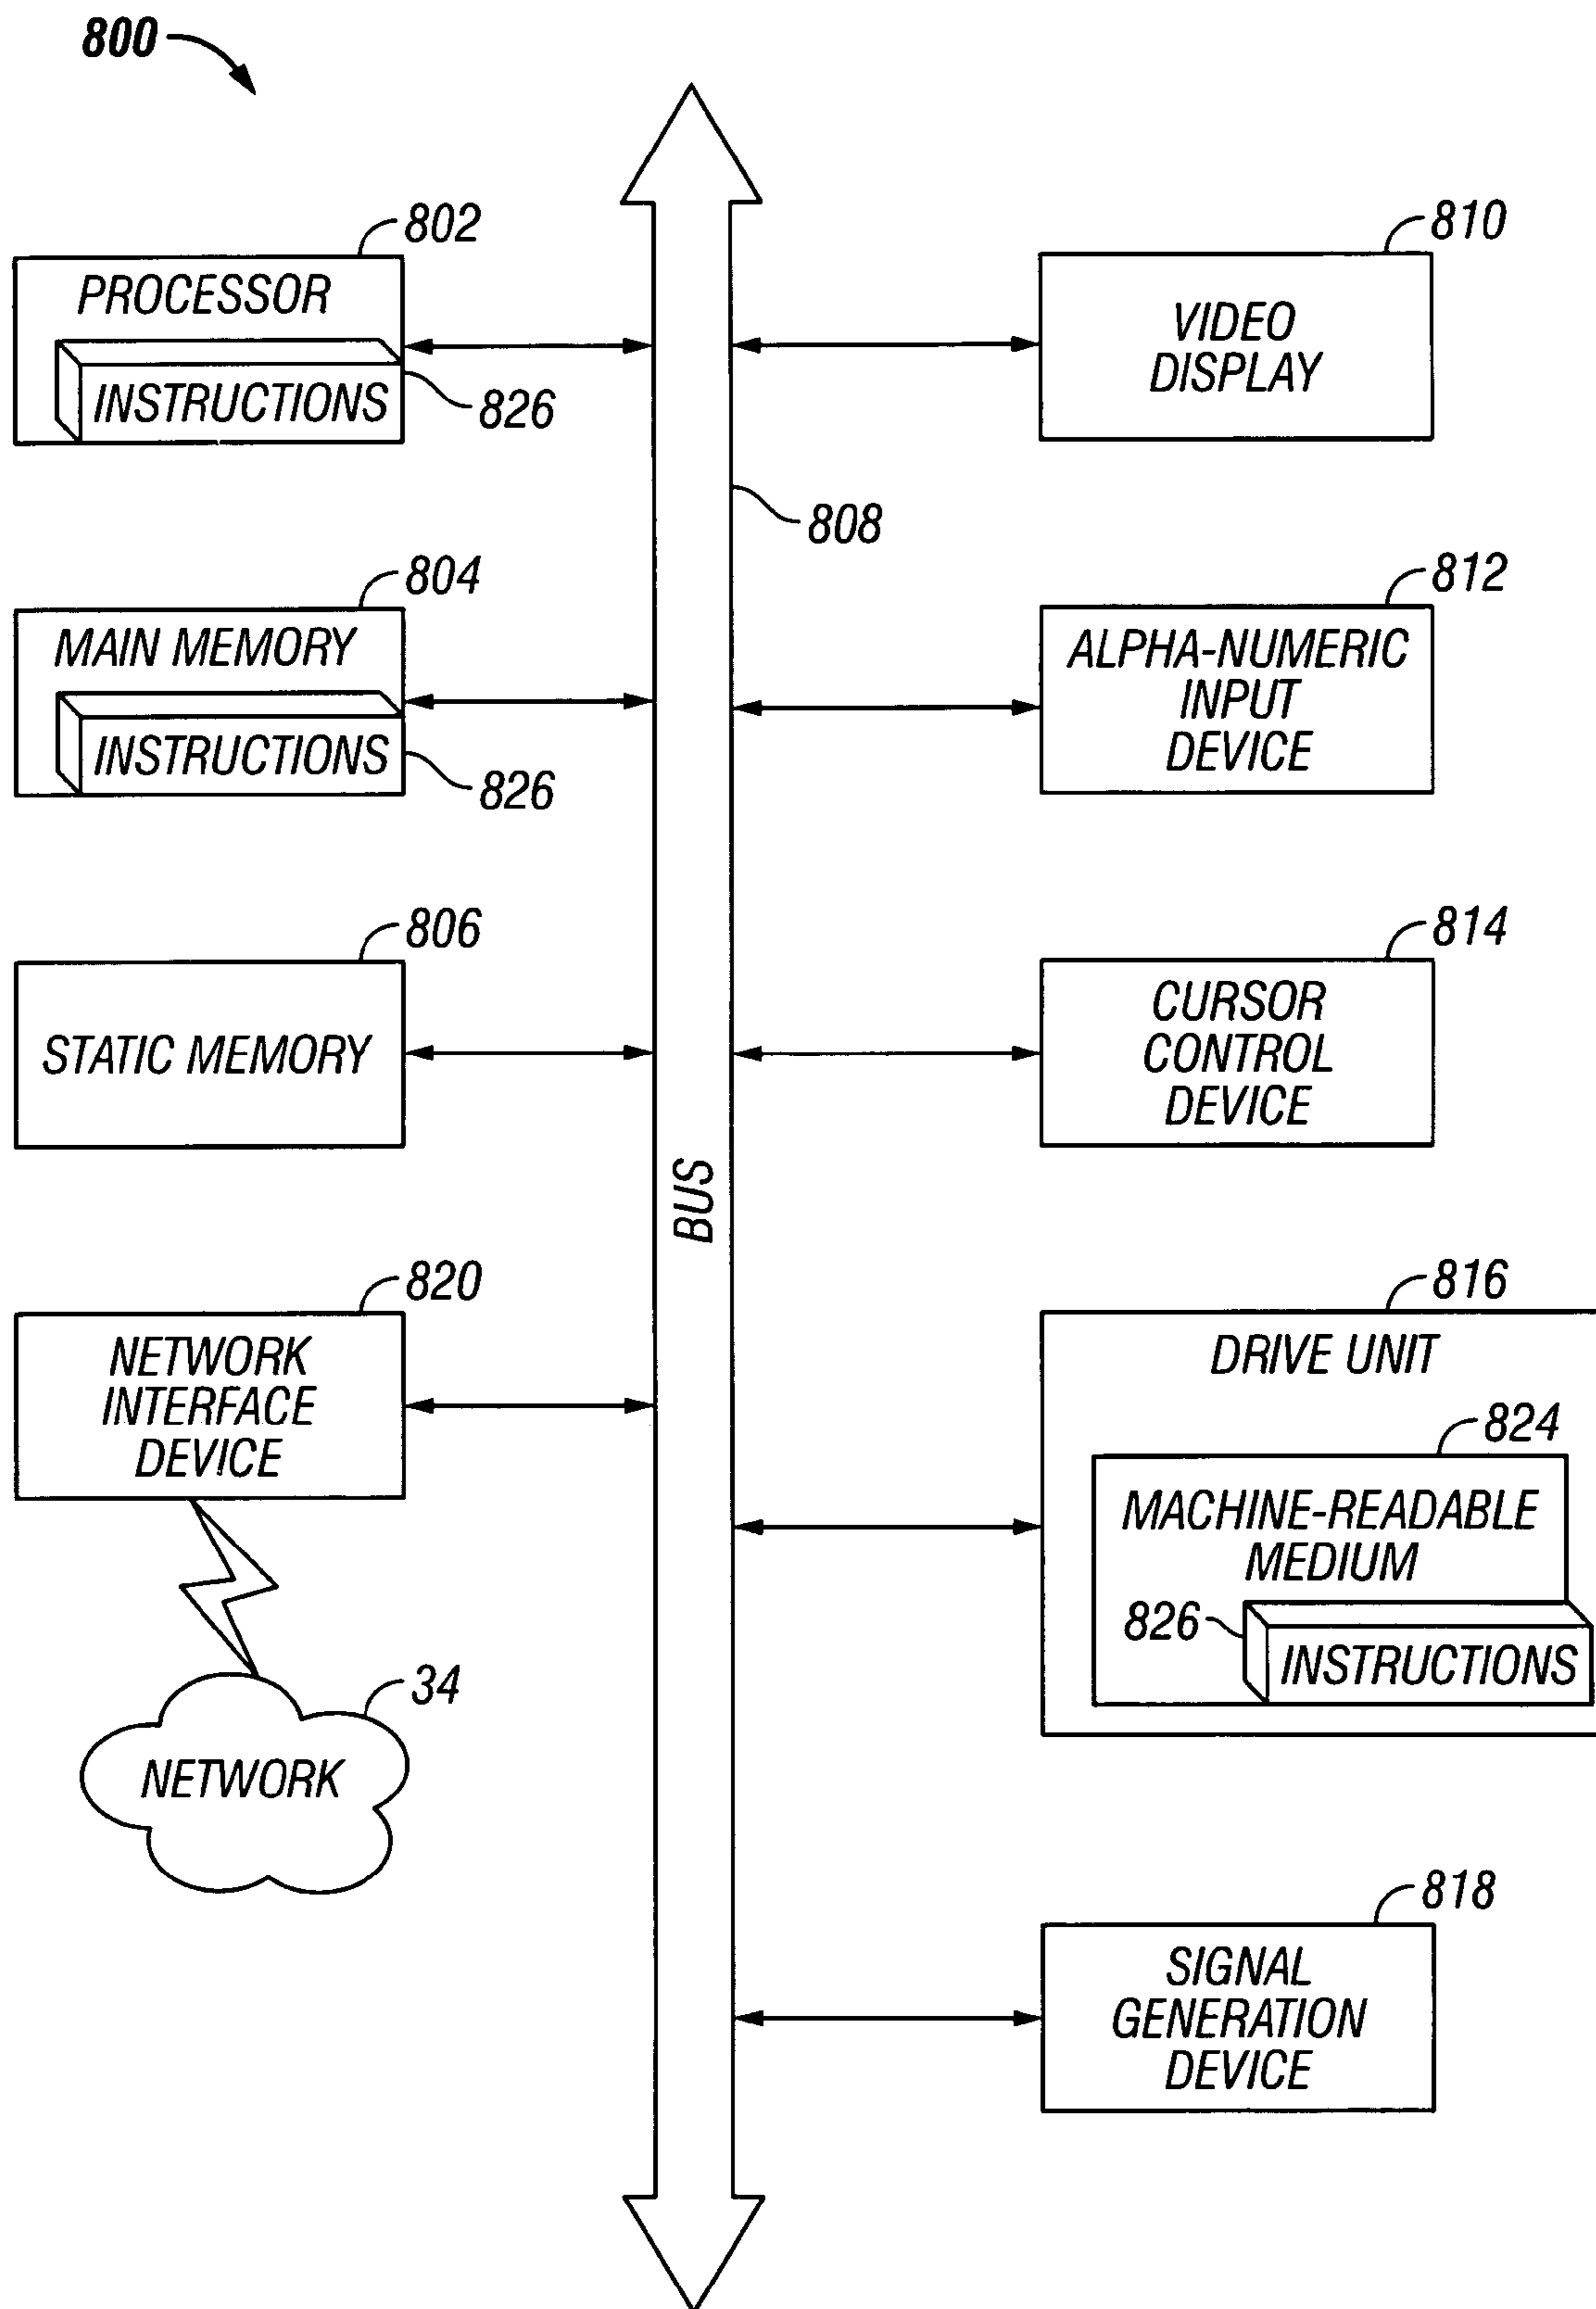 800
802
PROCESSOR
INSTRUCTIONS
826
804
MAIN MEMORY
INSTRUCTIONS
826
806
STATIC MEMORY
820
NETWORK
INTERFACE
DEVICE
34
NETWORK
BUS
808
810
VIDEO
DISPLAY
812
ALPHA-NUMERIC
INPUT
DEVICE
814
CURSOR
CONTROL
DEVICE
816
DRIVE UNIT
824
MACHINE-READABLE
MEDIUM
826
INSTRUCTIONS
818
SIGNAL
GENERATION
DEVICE